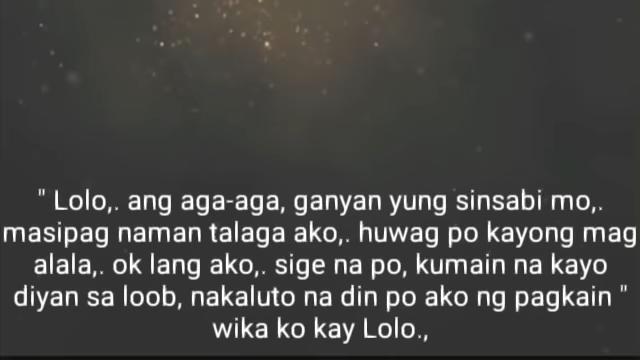 " Lolo,. ang aga-aga, ganyan yung sinsabi mo,.
masipag naman talaga ako,. huwag po kayong mag
alala,. ok lang ako,. sige na po, kumain na kayo
diyan sa loob, nakaluto na din po ako ng pagkain "
wika ko kay Lolo.,